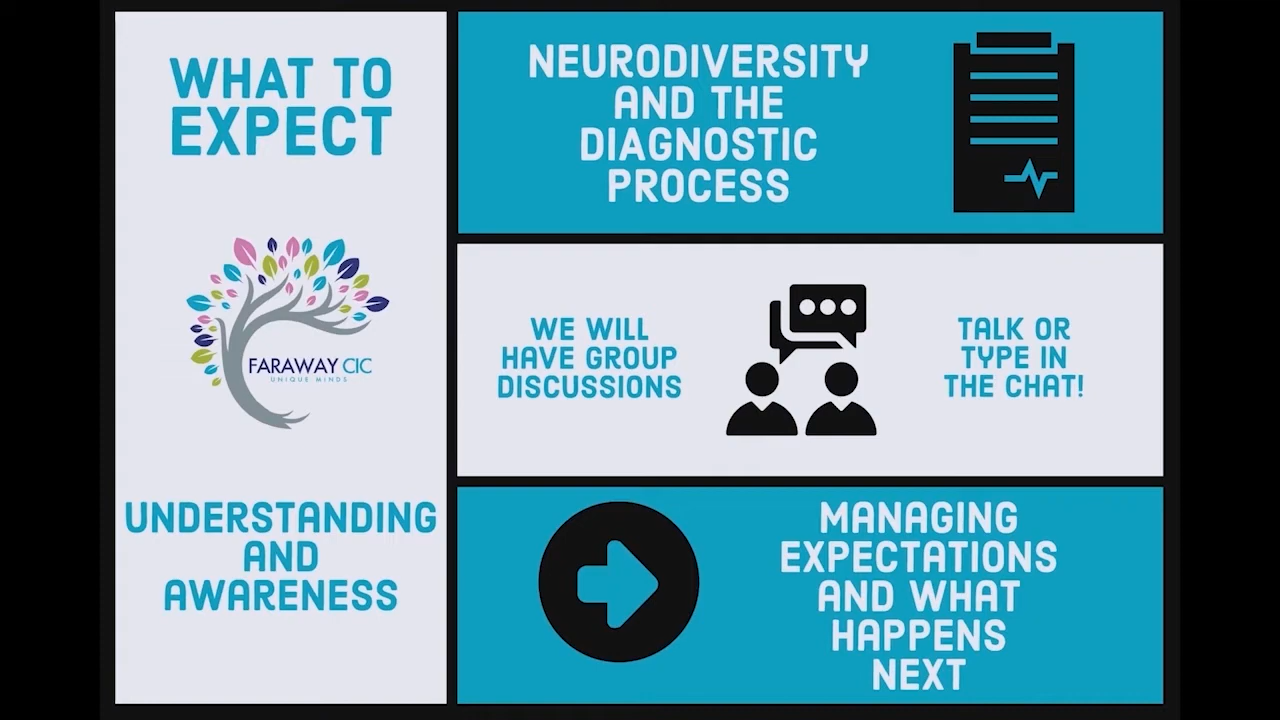 WHAT TO
EXPECT
FARAWAY CIC
UNIQUE MINDS
UNDERSTANDING
AND
AWARENESS
NEURODIVERSITY
AND THE
DIAGNOSTIC
PROCESS
WE WILL
HAVE GROUP
DISCUSSIONS
TALK OR
TYPE IN
THE CHAT!
MANAGING
EXPECTATIONS
AND WHAT
HAPPENS
NEXT